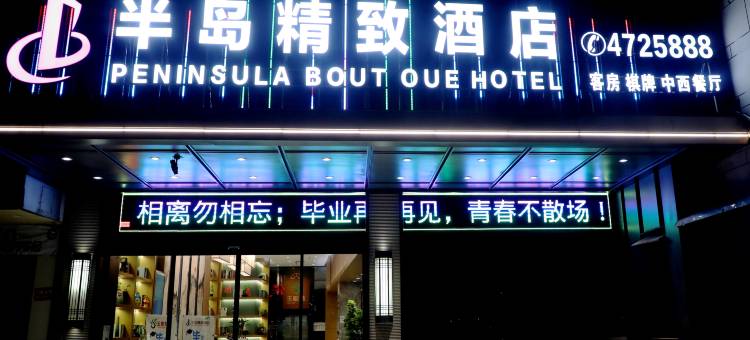 半岛精致酒店
PENINSULA BOUT OUE HOTEL
✆4725888
客房 棋牌 中西餐厅
相离勿相忘；毕业再再见，青春不散场！